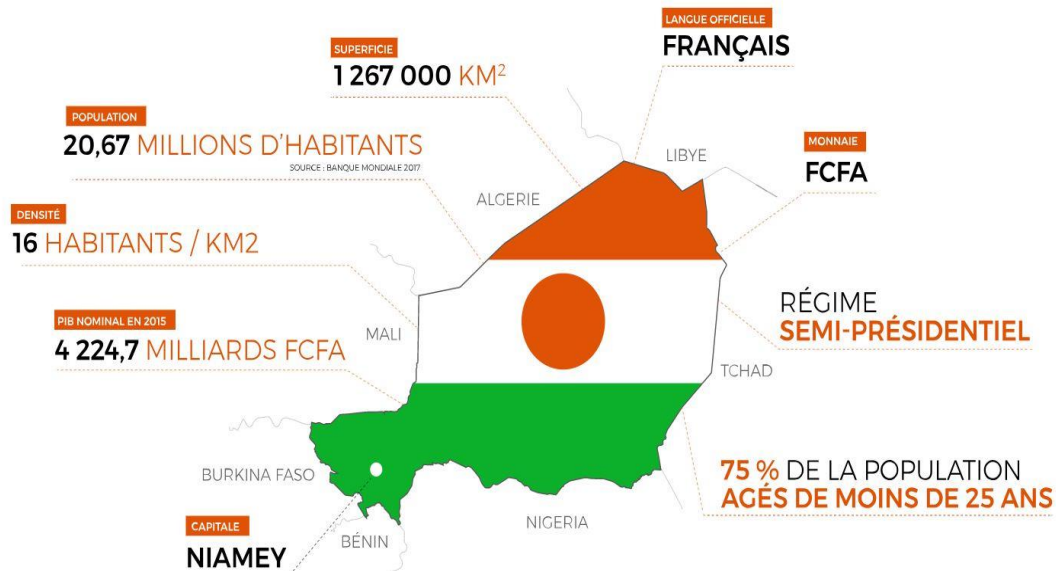 LANGUE OFFICIELLE
FRANÇAIS
SUPERFICIE
1 267 000 KM²
POPULATION
20,67 MILLIONS D'HABITANTS
SOURCE : BANQUE MONDIALE 2017
LIBYE
MONNAIE
FCFA
ALGERIE
DENSITÉ
16 HABITANTS / KM2
RÉGIME
SEMI-PRÉSIDENTIEL
PIB NOMINAL EN 2015
4 224,7 MILLIARDS FCFA
MALI
TCHAD
BURKINA FASO
75 % DE LA POPULATION
AGÉS DE MOINS DE 25 ANS
NIGERIA
CAPITALE
NIAMEY
BÉNIN